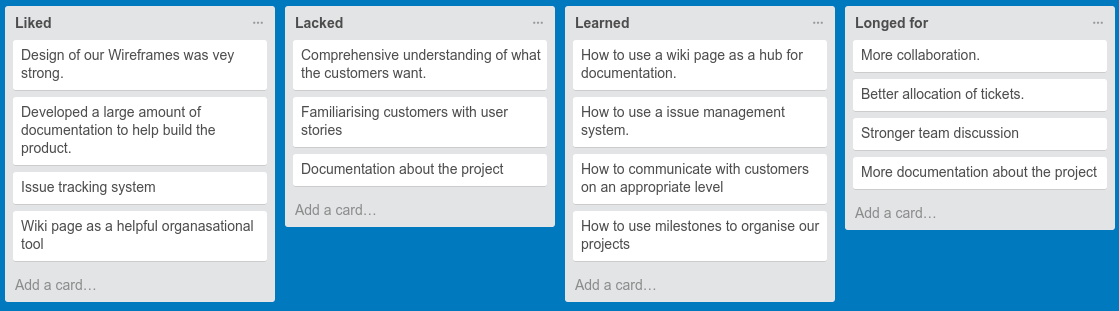 Liked
Design of our Wireframes was vey
strong.
Developed a large amount of
documentation to help build the
product.
Issue tracking system
Wiki page as a helpful organasational
tool
Add a card…
Lacked
Comprehensive understanding of what
the customers want.
Familiarising customers with user
stories
Documentation about the project
Add a card…
Learned
How to use a wiki page as a hub for
documentation.
How to use a issue management
system.
How to communicate with customers
on an appropriate level
How to use milestones to organise our
projects
Add a card…
Longed for
More collaboration.
Better allocation of tickets.
Stronger team discussion
More documentation about the project
Add a card…